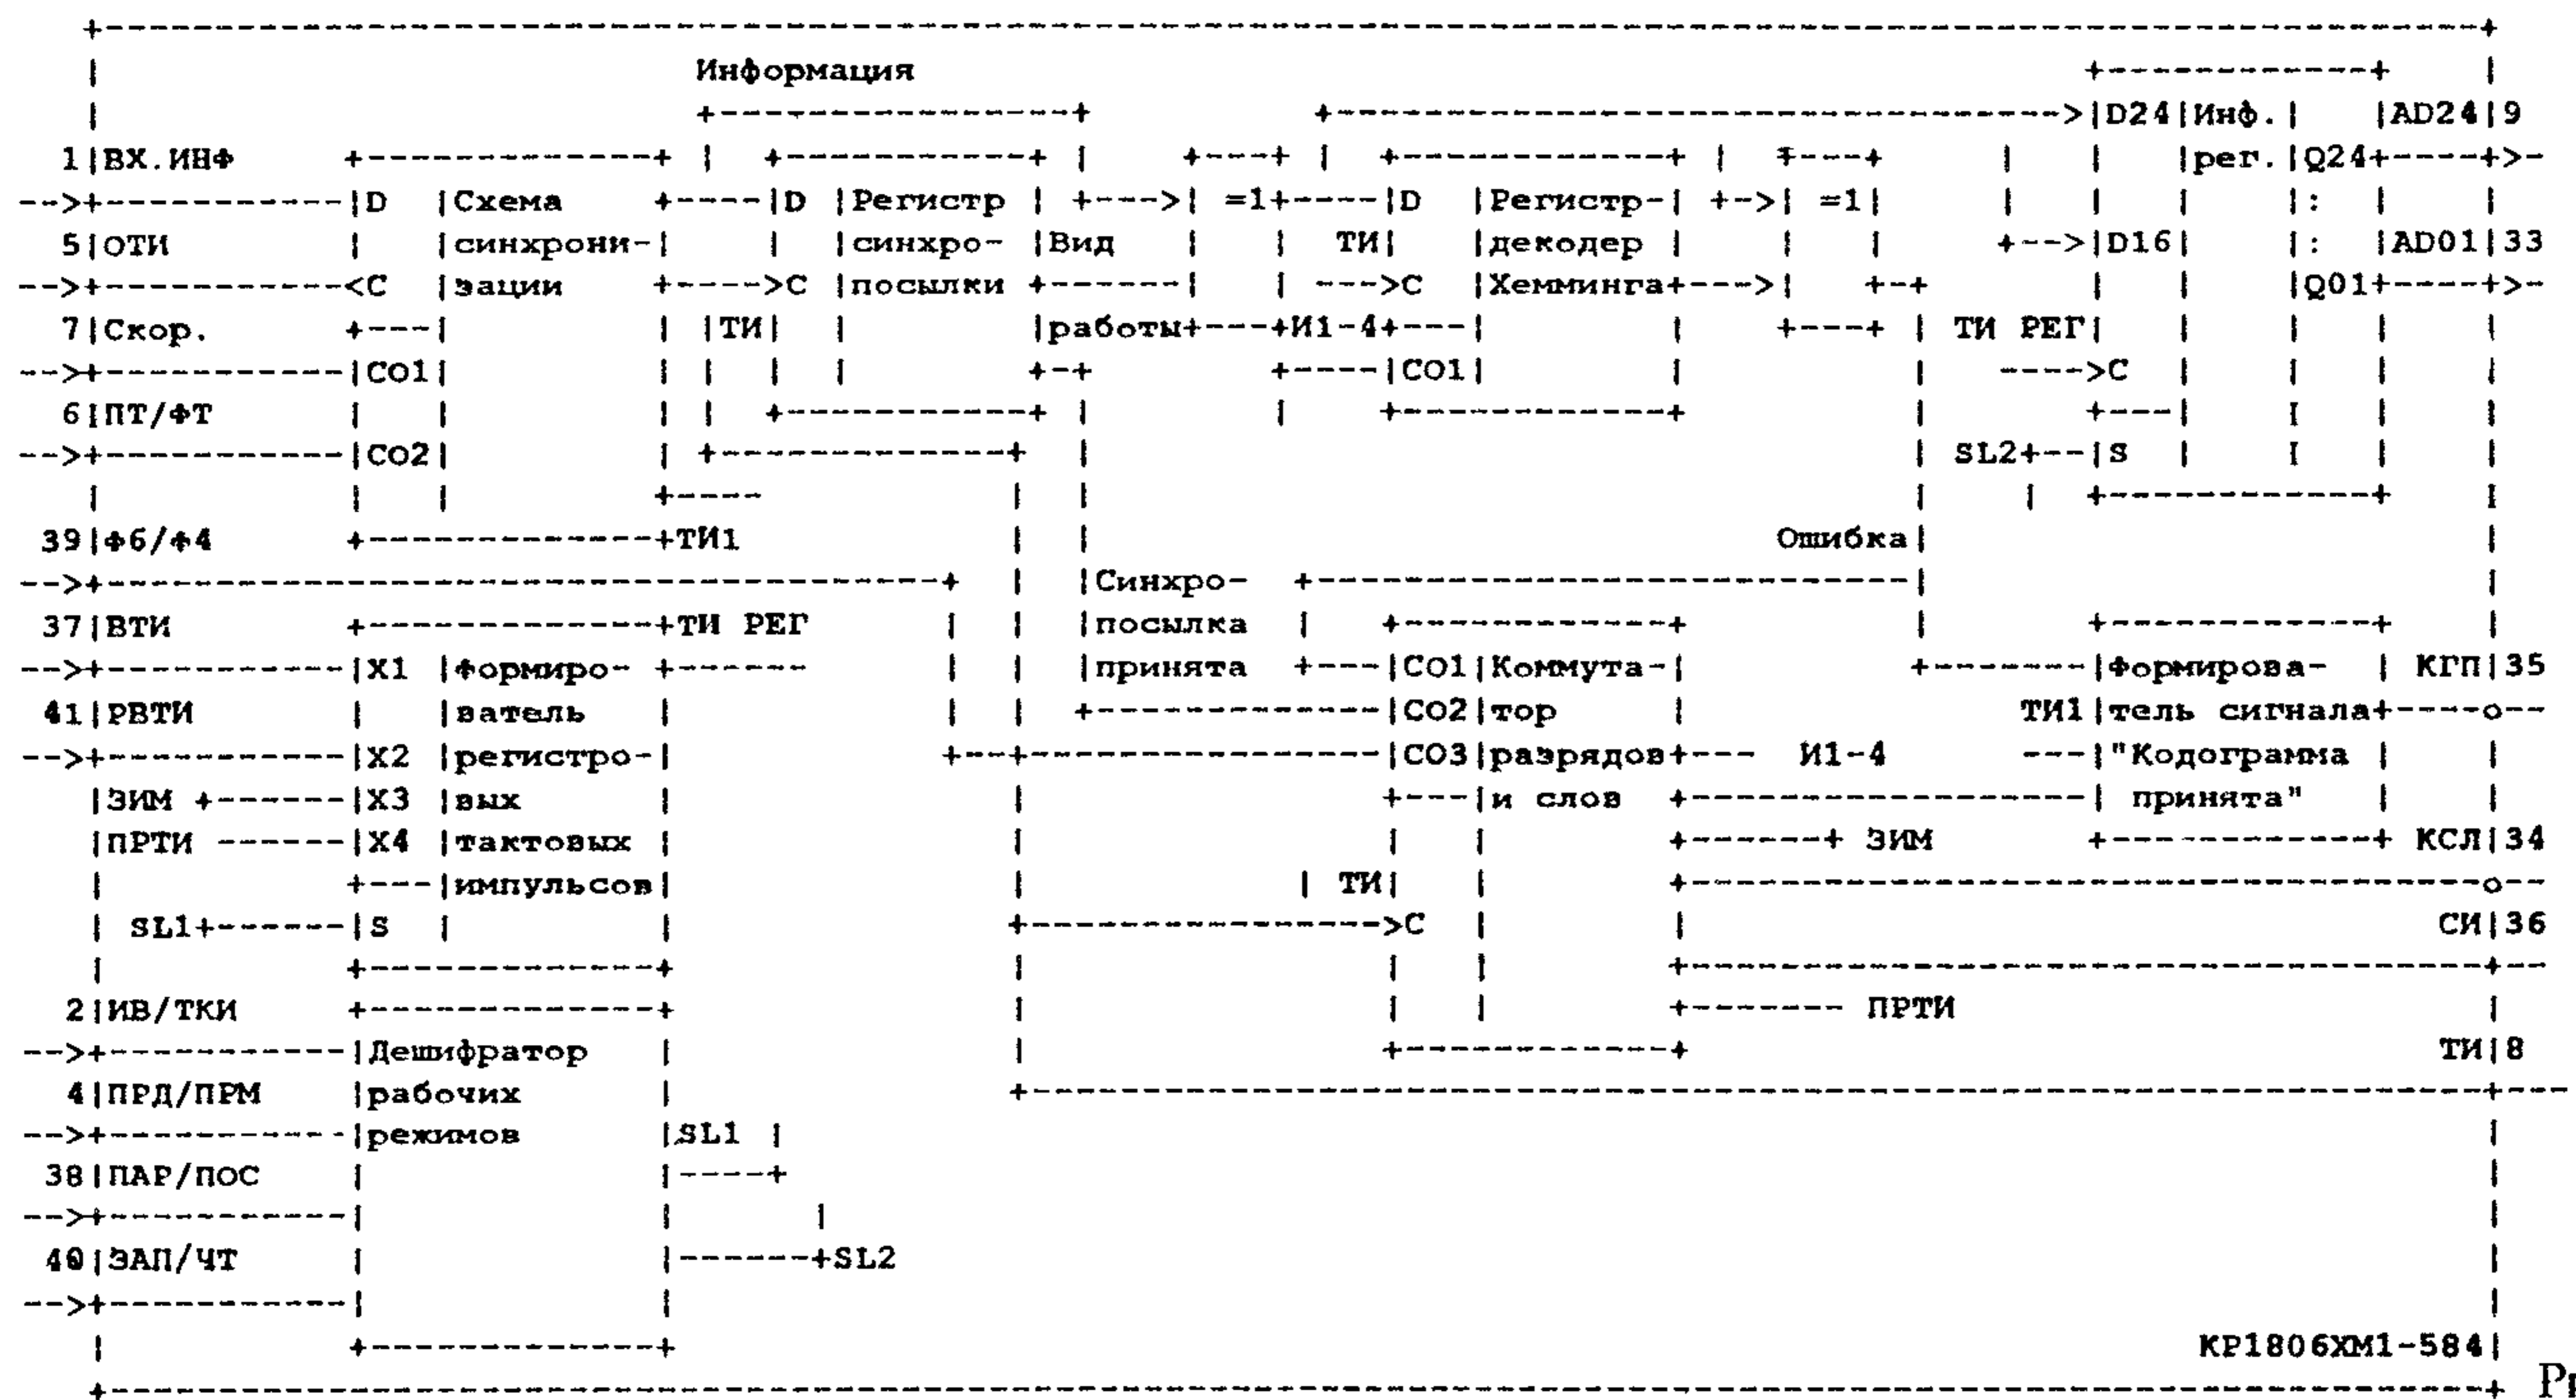 Информация
D24 Инф. AD24 9
1 ВХ.ИНФ рег. Q24
D Схема D Регистр =1 D Регистр- =1 :
5 ОТИ синхрони- синхро- Вид ТИ декодер D16 : AD01 33
C зации C посылки C Хемминга Q01
7 Скор. ТИ работы И1-4 ТИ РЕГ
CO1 CO1 C
6 ПТ/ФТ
CO2 SL2 S
39 Ф6/Ф4 ТИ1 Ошибка
Синхро-
37 ВТИ ТИ РЕГ посылка
X1 Формиро- принята CO1 Коммута- Формирова- КГП 35
41 РВТИ ватель CO2 тор ТИ1 тель сигнала
X2 регистро- CO3 разрядов И1-4 "Кодограмма
ЗИМ X3 вых и слов принята"
ПРТИ X4 тактовых ЗИМ КСЛ 34
импульсов ТИ
SL1 S C СИ 36
2 ИВ/ТКИ ПРТИ
Дешифратор ТИ 8
4 ПРД/ПРМ рабочих
режимов SL1
38 ПАР/ПОС
40 ЗАП/ЧТ SL2
КР1806ХМ1-584